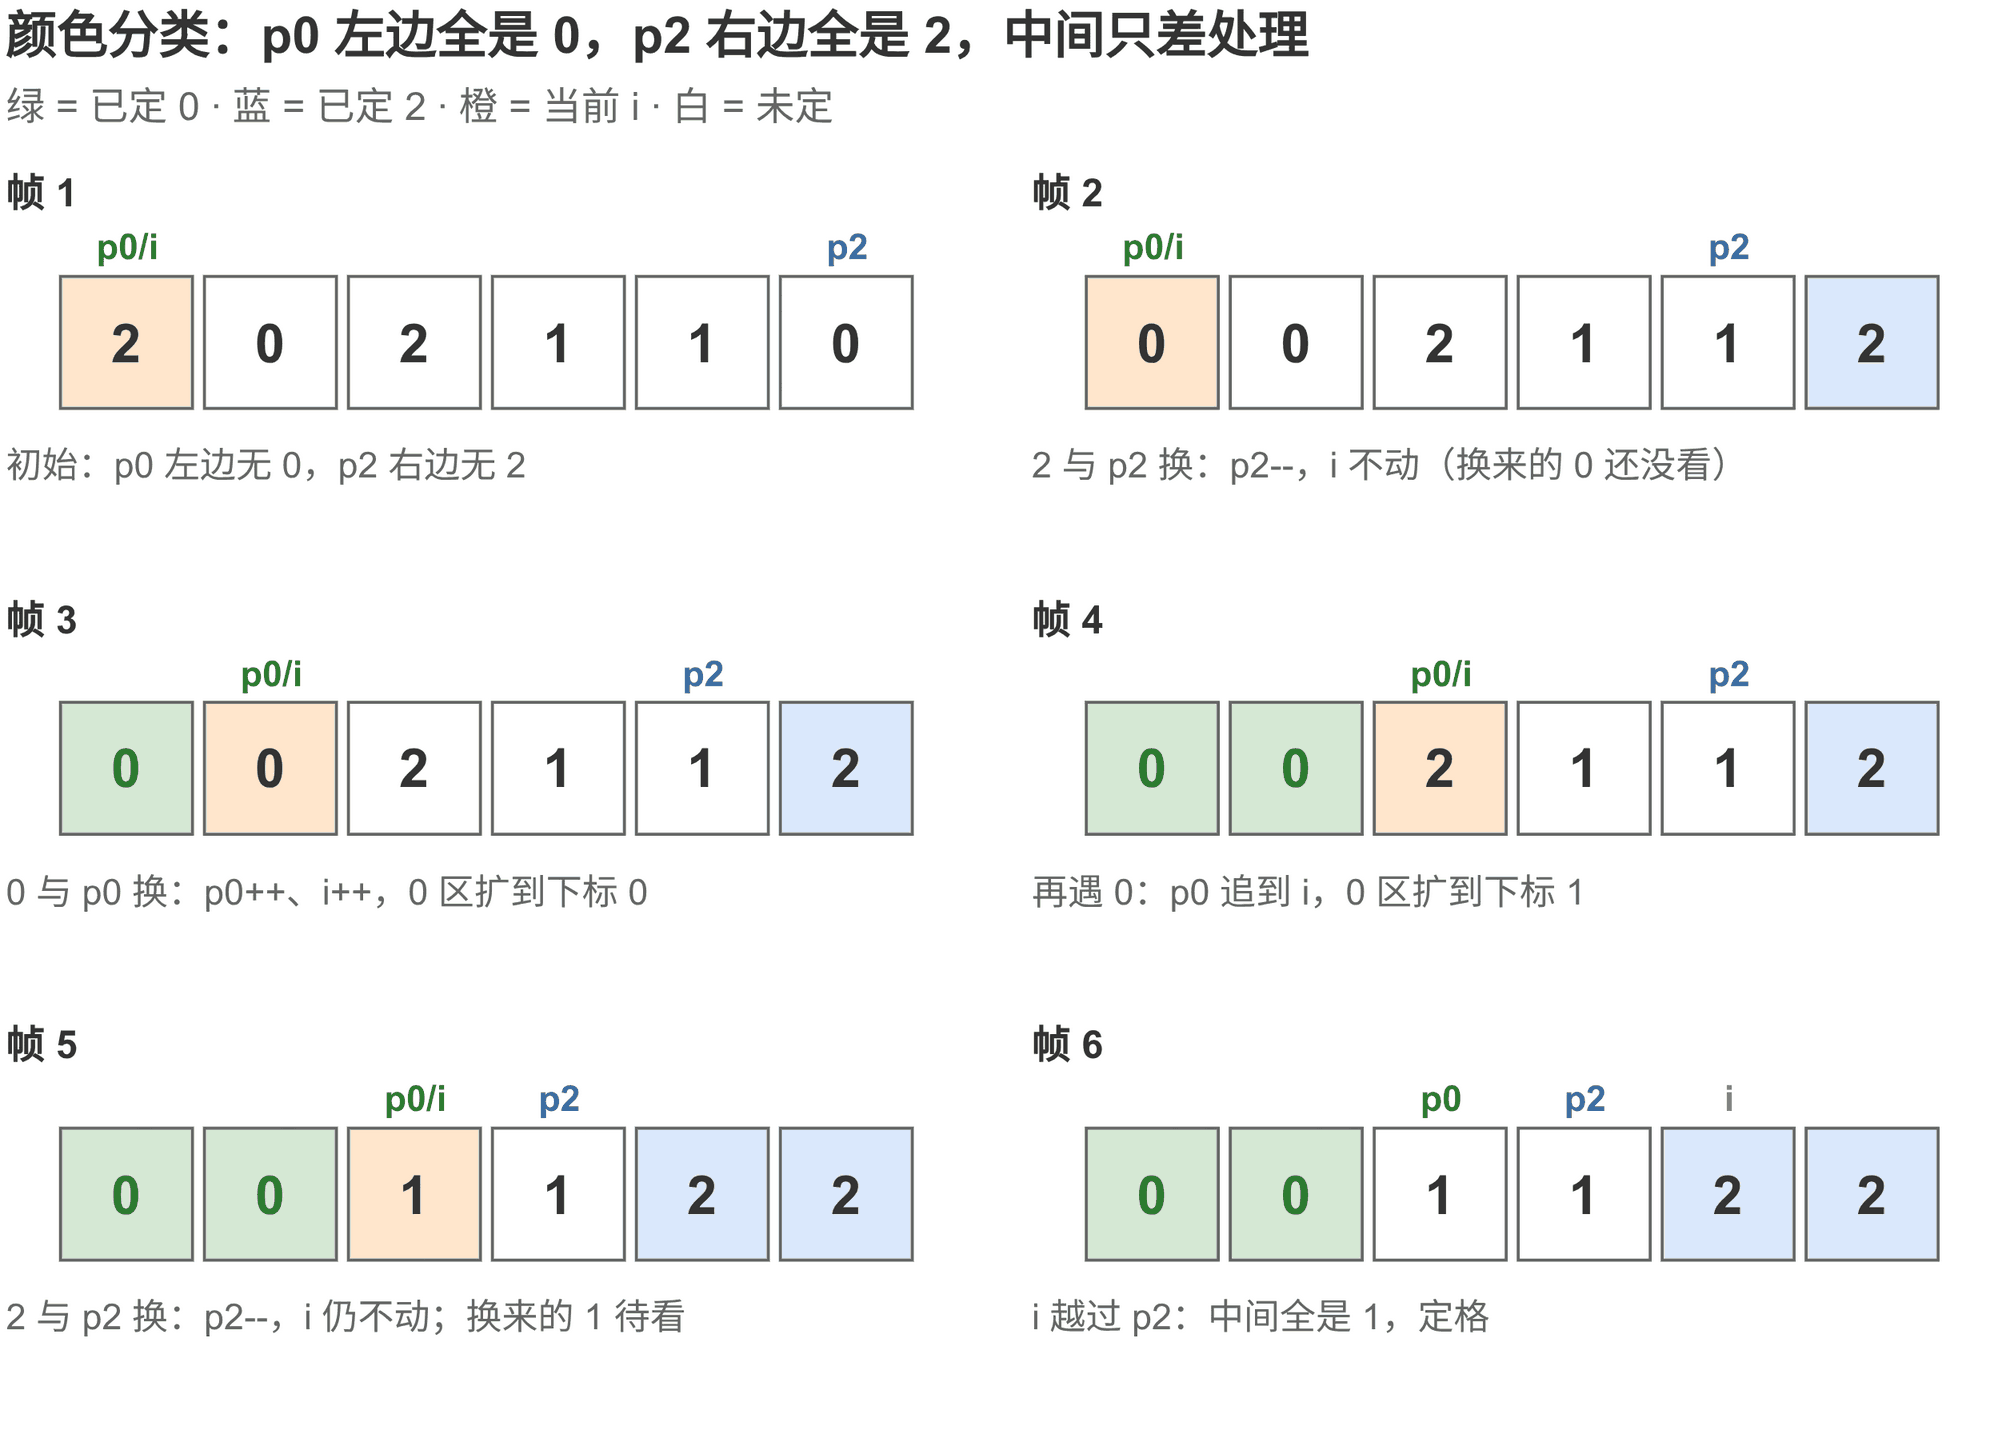 颜色分类：p0 左边全是 0，p2 右边全是 2，中间只差处理
绿 = 已定 0 · 蓝 = 已定 2 · 橙 = 当前 i · 白 = 未定
帧 1
p0/i p2
2 0 2 1 1 0
初始：p0 左边无 0，p2 右边无 2
帧 2
p0/i p2
0 0 2 1 1 2
2 与 p2 换：p2--，i 不动（换来的 0 还没看）
帧 3
p0/i p2
0 0 2 1 1 2
0 与 p0 换：p0++、i++，0 区扩到下标 0
帧 4
p0/i p2
0 0 2 1 1 2
再遇 0：p0 追到 i，0 区扩到下标 1
帧 5
p0/i p2
0 0 1 1 2 2
2 与 p2 换：p2--，i 仍不动；换来的 1 待看
帧 6
p0 p2 i
0 0 1 1 2 2
i 越过 p2：中间全是 1，定格